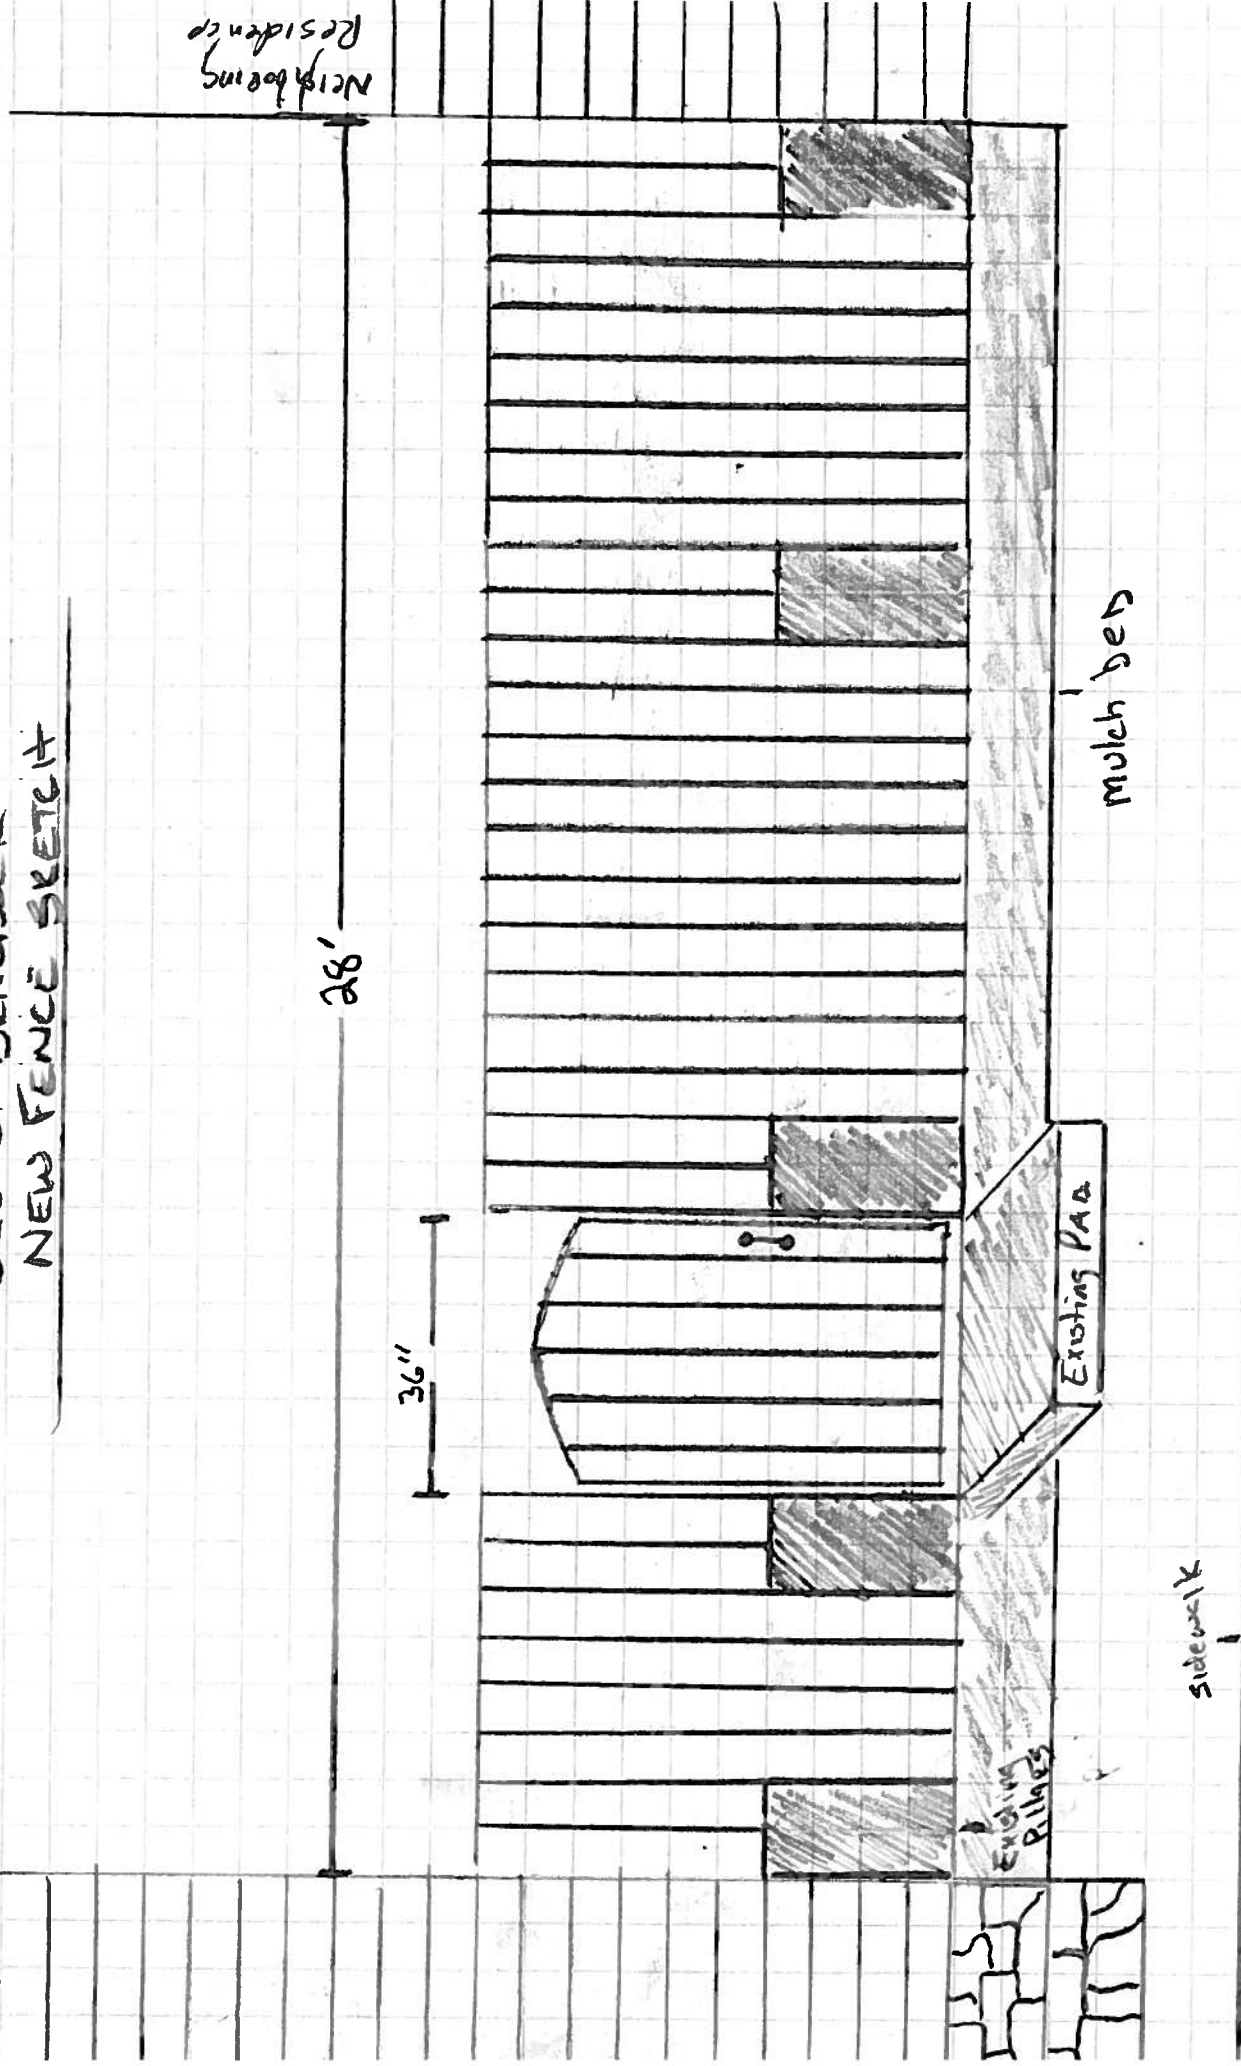 NEW FENCE SKETCH
28'
36"
Neighboring
Residence
Existing PAD
mulch bed
Existing
Pillars
sidewalk